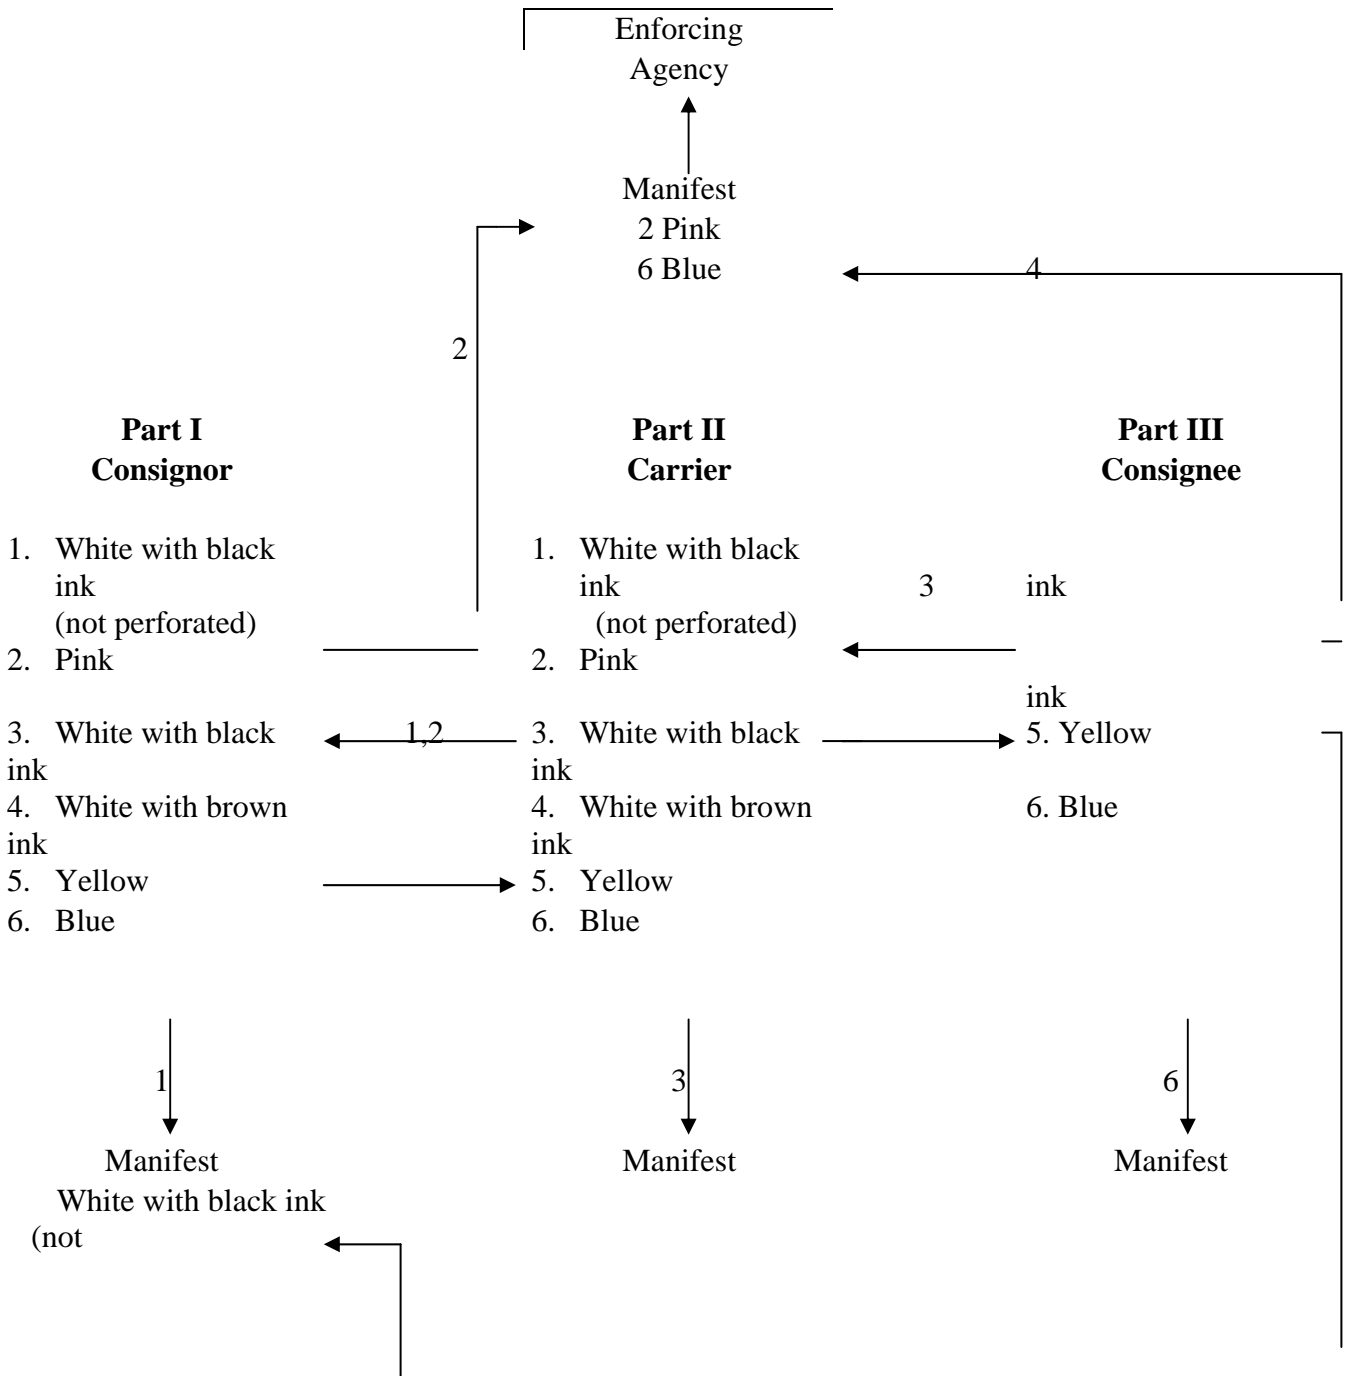 Enforcing
Agency
Manifest
2 Pink
6 Blue
4
2
Part I
Consignor
Part II
Carrier
Part III
Consignee
1. White with black
ink
(not perforated)
2. Pink
3. White with black
ink
4. White with brown
ink
5. Yellow
6. Blue
1,2
1. White with black
ink
(not perforated)
2. Pink
3. White with black
ink
4. White with brown
ink
5. Yellow
6. Blue
3
ink
ink
5. Yellow
6. Blue
1
3
6
Manifest
White with black ink
(not
Manifest
Manifest